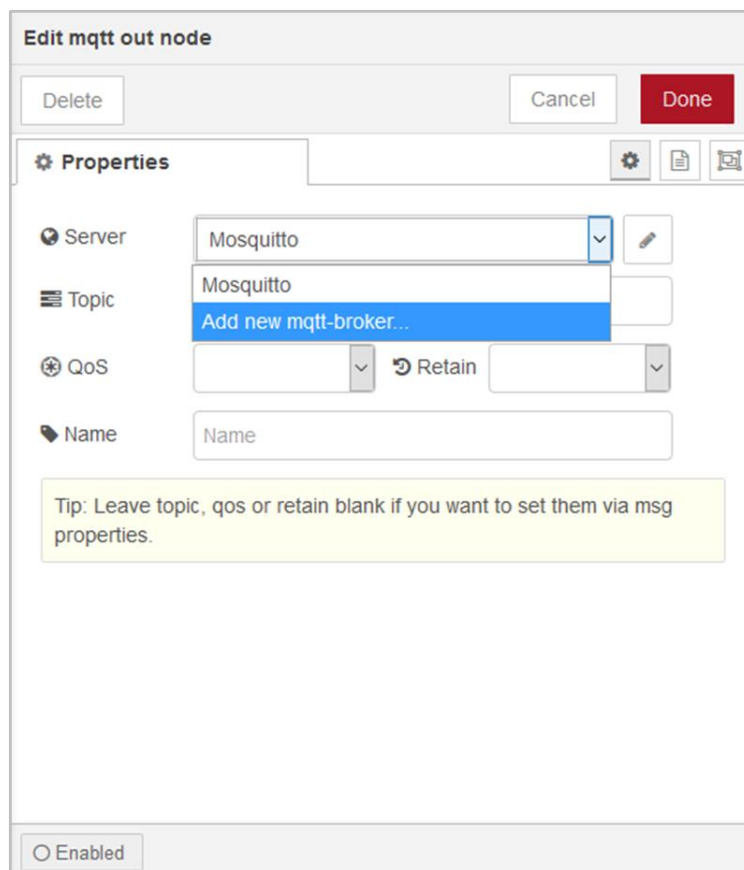 Edit mqtt out node
Delete Cancel Done
Properties
Server Mosquitto
Mosquitto
Topic
Add new mqtt-broker...
QoS Retain
Name Name
Tip: Leave topic, qos or retain blank if you want to set them via msg
properties.
Enabled